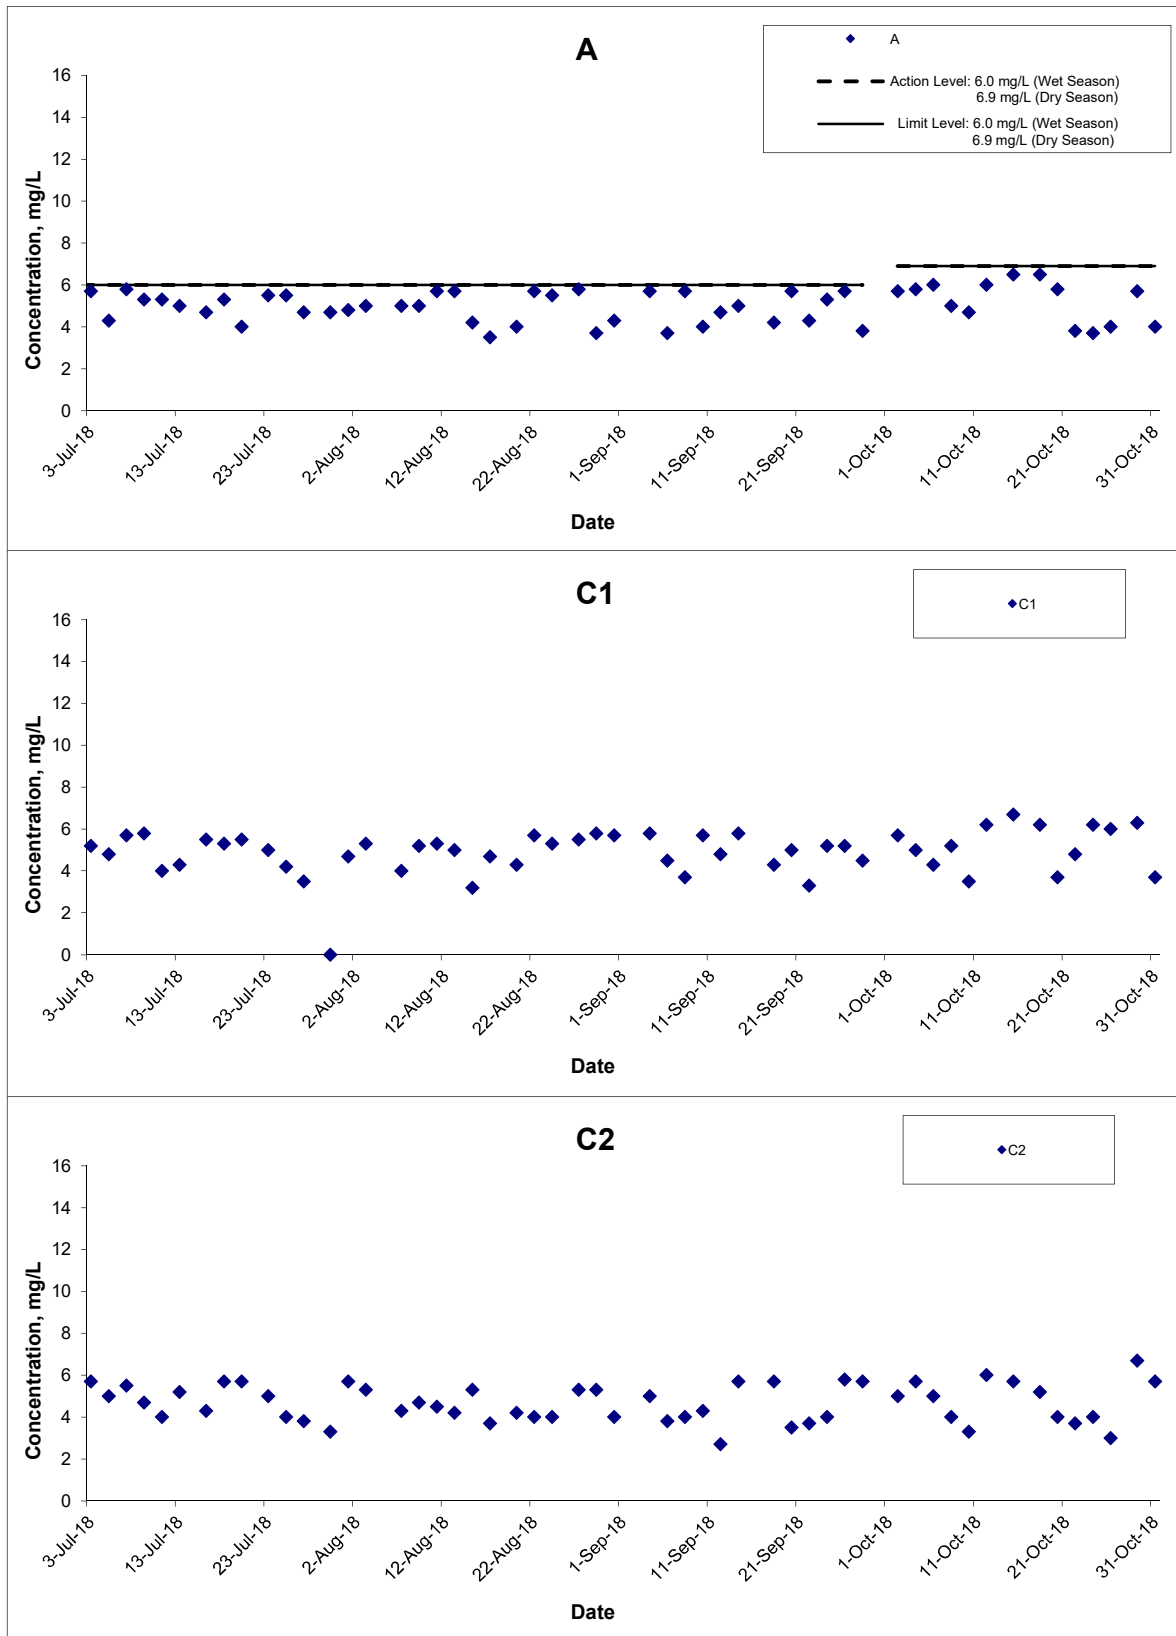 A
A
Action Level: 6.0 mg/L (Wet Season)
6.9 mg/L (Dry Season)
Limit Level: 6.0 mg/L (Wet Season)
6.9 mg/L (Dry Season)
Concentration, mg/L
16
14
12
10
8
6
4
2
0
3-Jul-18
13-Jul-18
23-Jul-18
2-Aug-18
12-Aug-18
22-Aug-18
1-Sep-18
11-Sep-18
21-Sep-18
1-Oct-18
11-Oct-18
21-Oct-18
31-Oct-18
Date
C1
C1
Concentration, mg/L
16
14
12
10
8
6
4
2
0
3-Jul-18
13-Jul-18
23-Jul-18
2-Aug-18
12-Aug-18
22-Aug-18
1-Sep-18
11-Sep-18
21-Sep-18
1-Oct-18
11-Oct-18
21-Oct-18
31-Oct-18
Date
C2
C2
Concentration, mg/L
16
14
12
10
8
6
4
2
0
3-Jul-18
13-Jul-18
23-Jul-18
2-Aug-18
12-Aug-18
22-Aug-18
1-Sep-18
11-Sep-18
21-Sep-18
1-Oct-18
11-Oct-18
21-Oct-18
31-Oct-18
Date